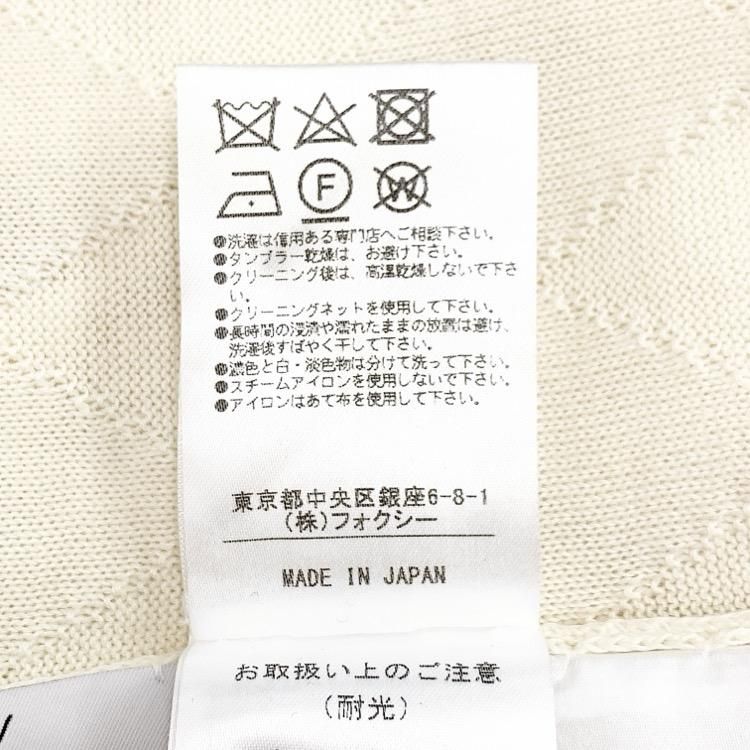 F
W
●洗濯は信用ある専門店へご相談下さい。
●タンブラー乾燥は、お避け下さい。
●クリーニング後は、高温乾燥しないで下さ
い。
●クリーニングネットを使用して下さい。
●長時間の浸漬や濡れたままの放置は避け、
洗濯後すばやく干して下さい。
●濃色と白・淡色物は分けて洗って下さい。
●スチームアイロンを使用しないで下さい。
●アイロンはあて布を使用して下さい。
東京都中央区銀座6-8-1
(株)フォクシー
MADE IN JAPAN
お取扱い上のご注意
(耐光)